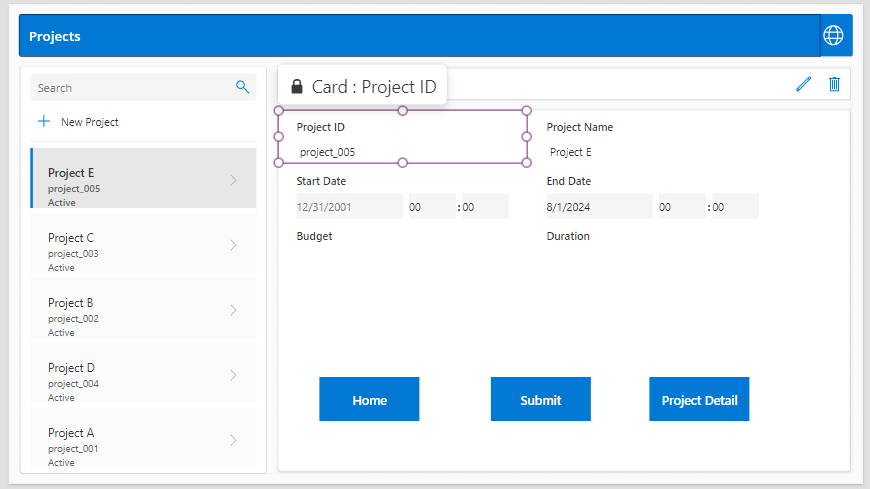 Projects
Search
New Project
Project E
project_005
Active
Project C
project_003
Active
Project B
project_002
Active
Project D
project_004
Active
Project A
project_001
Active
Card : Project ID
Project ID
Project Name
project_005
Project E
Start Date
End Date
12/31/2001 00 : 00
8/1/2024 00 : 00
Budget
Duration
Home
Submit
Project Detail